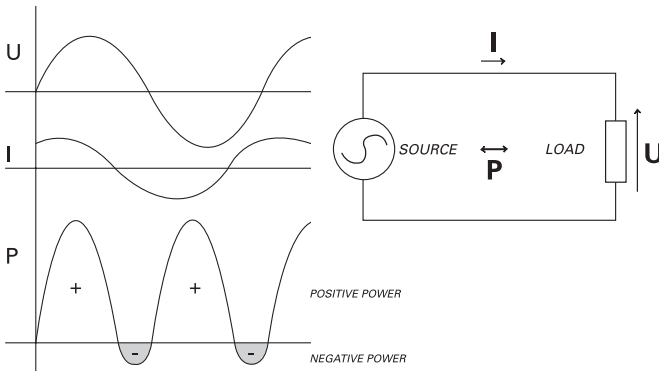 U
I
P
+
+
-
-
POSITIVE POWER
NEGATIVE POWER
I
SOURCE
P
LOAD
U